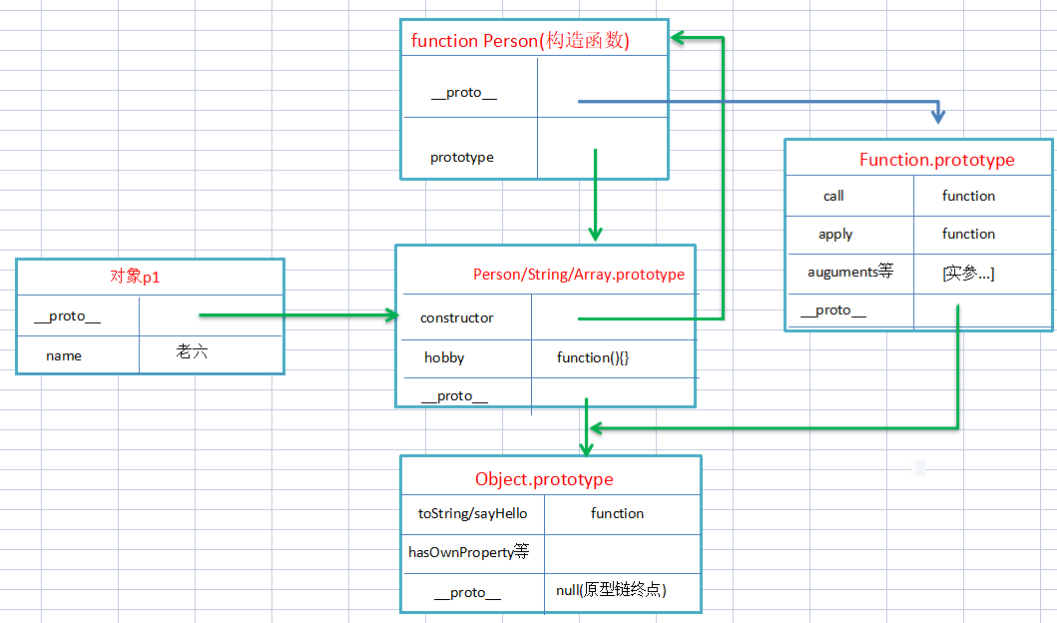 function Person(构造函数)
__proto__
prototype
Function.prototype
call function
apply function
auguments等 [实参...]
__proto__
对象p1
__proto__
name 老六
Person/String/Array.prototype
constructor
hobby function(){}
__proto__
Object.prototype
toString/sayHello function
hasOwnProperty等
__proto__ null(原型链终点)